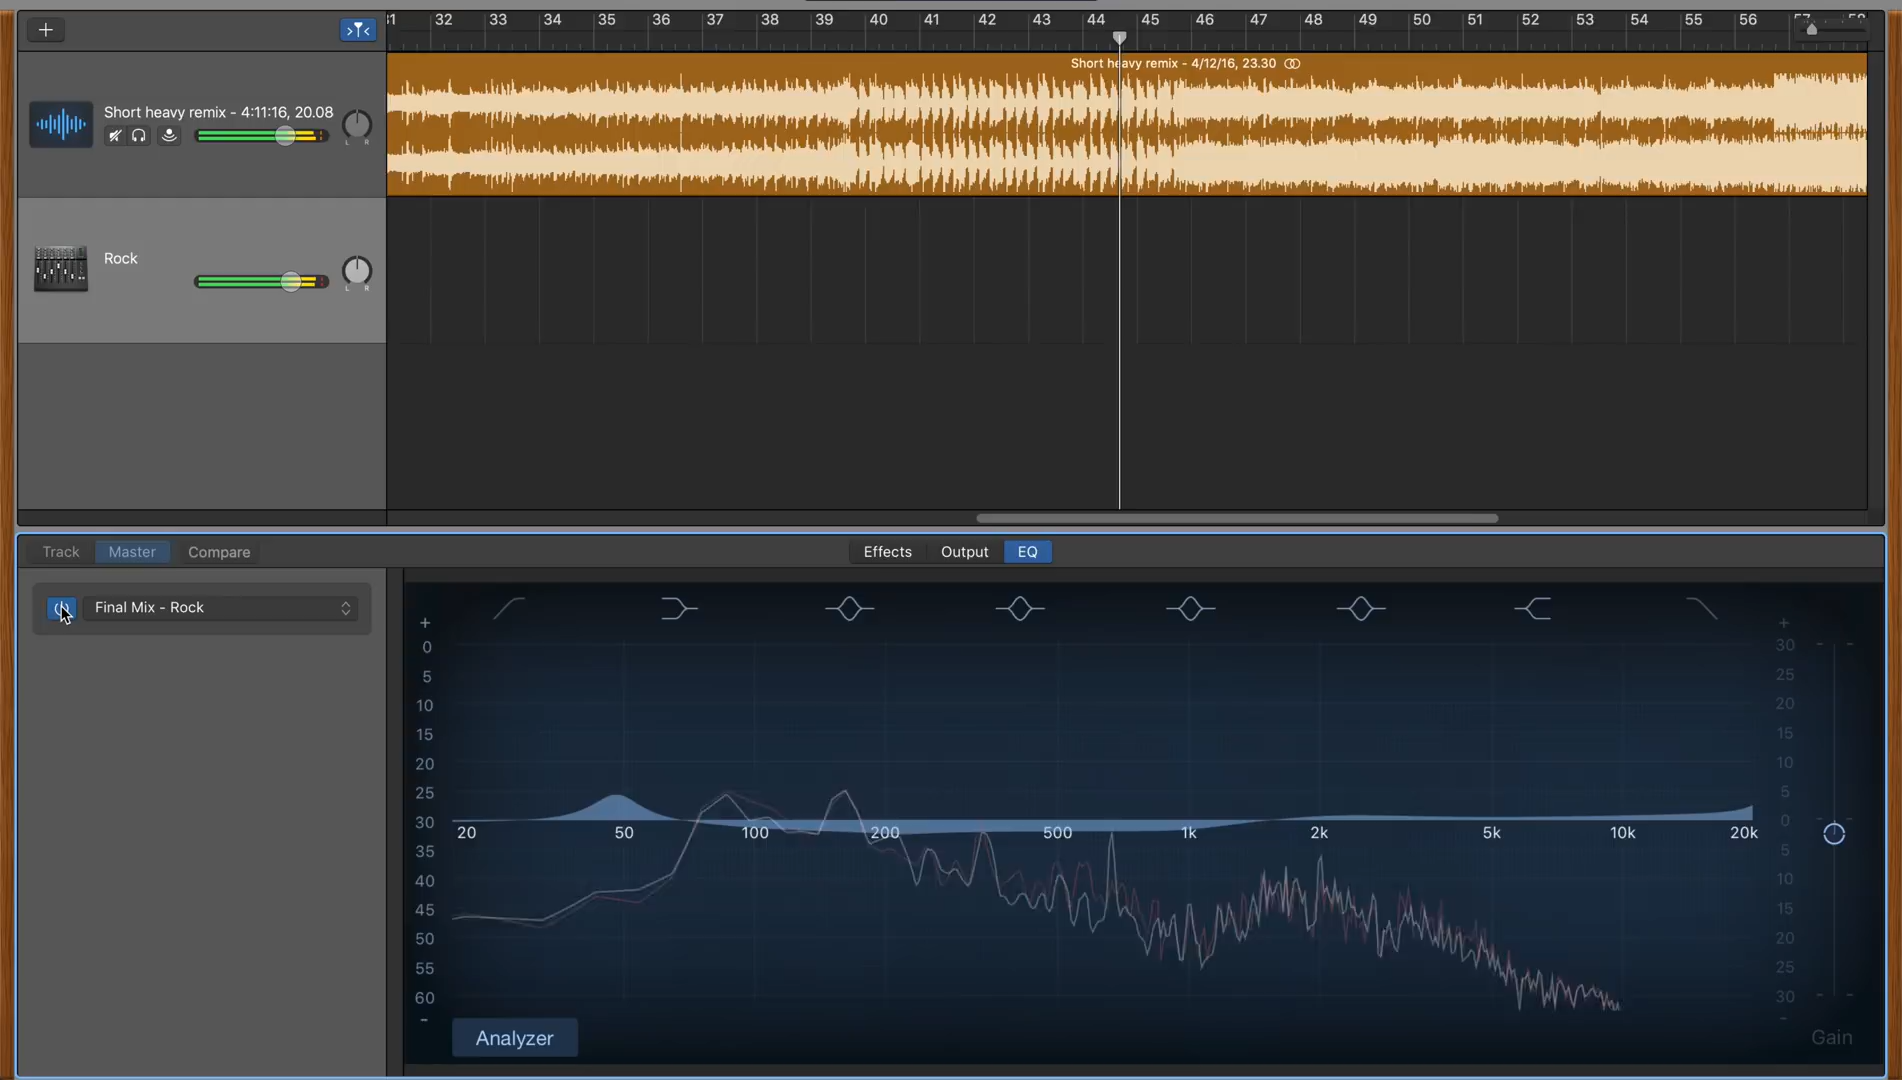 31 32 33 34 35 36 37 38 39 40 41 42 43 44 45 46 47 48 49 50 51 52 53 54 55 56 57 58
Short heavy remix - 4/12/16, 23.30
Short heavy remix - 4:11:16, 20.08
L R
Rock
L R
Track Master Compare
Effects Output EQ
Final Mix - Rock
+ +
0 30
5 25
10 20
15 15
20 10
25 5
30 0
20 50 100 200 500 1k 2k 5k 10k 20k
35 5
40 10
45 15
50 20
55 25
60 30
- -
Analyzer
Gain